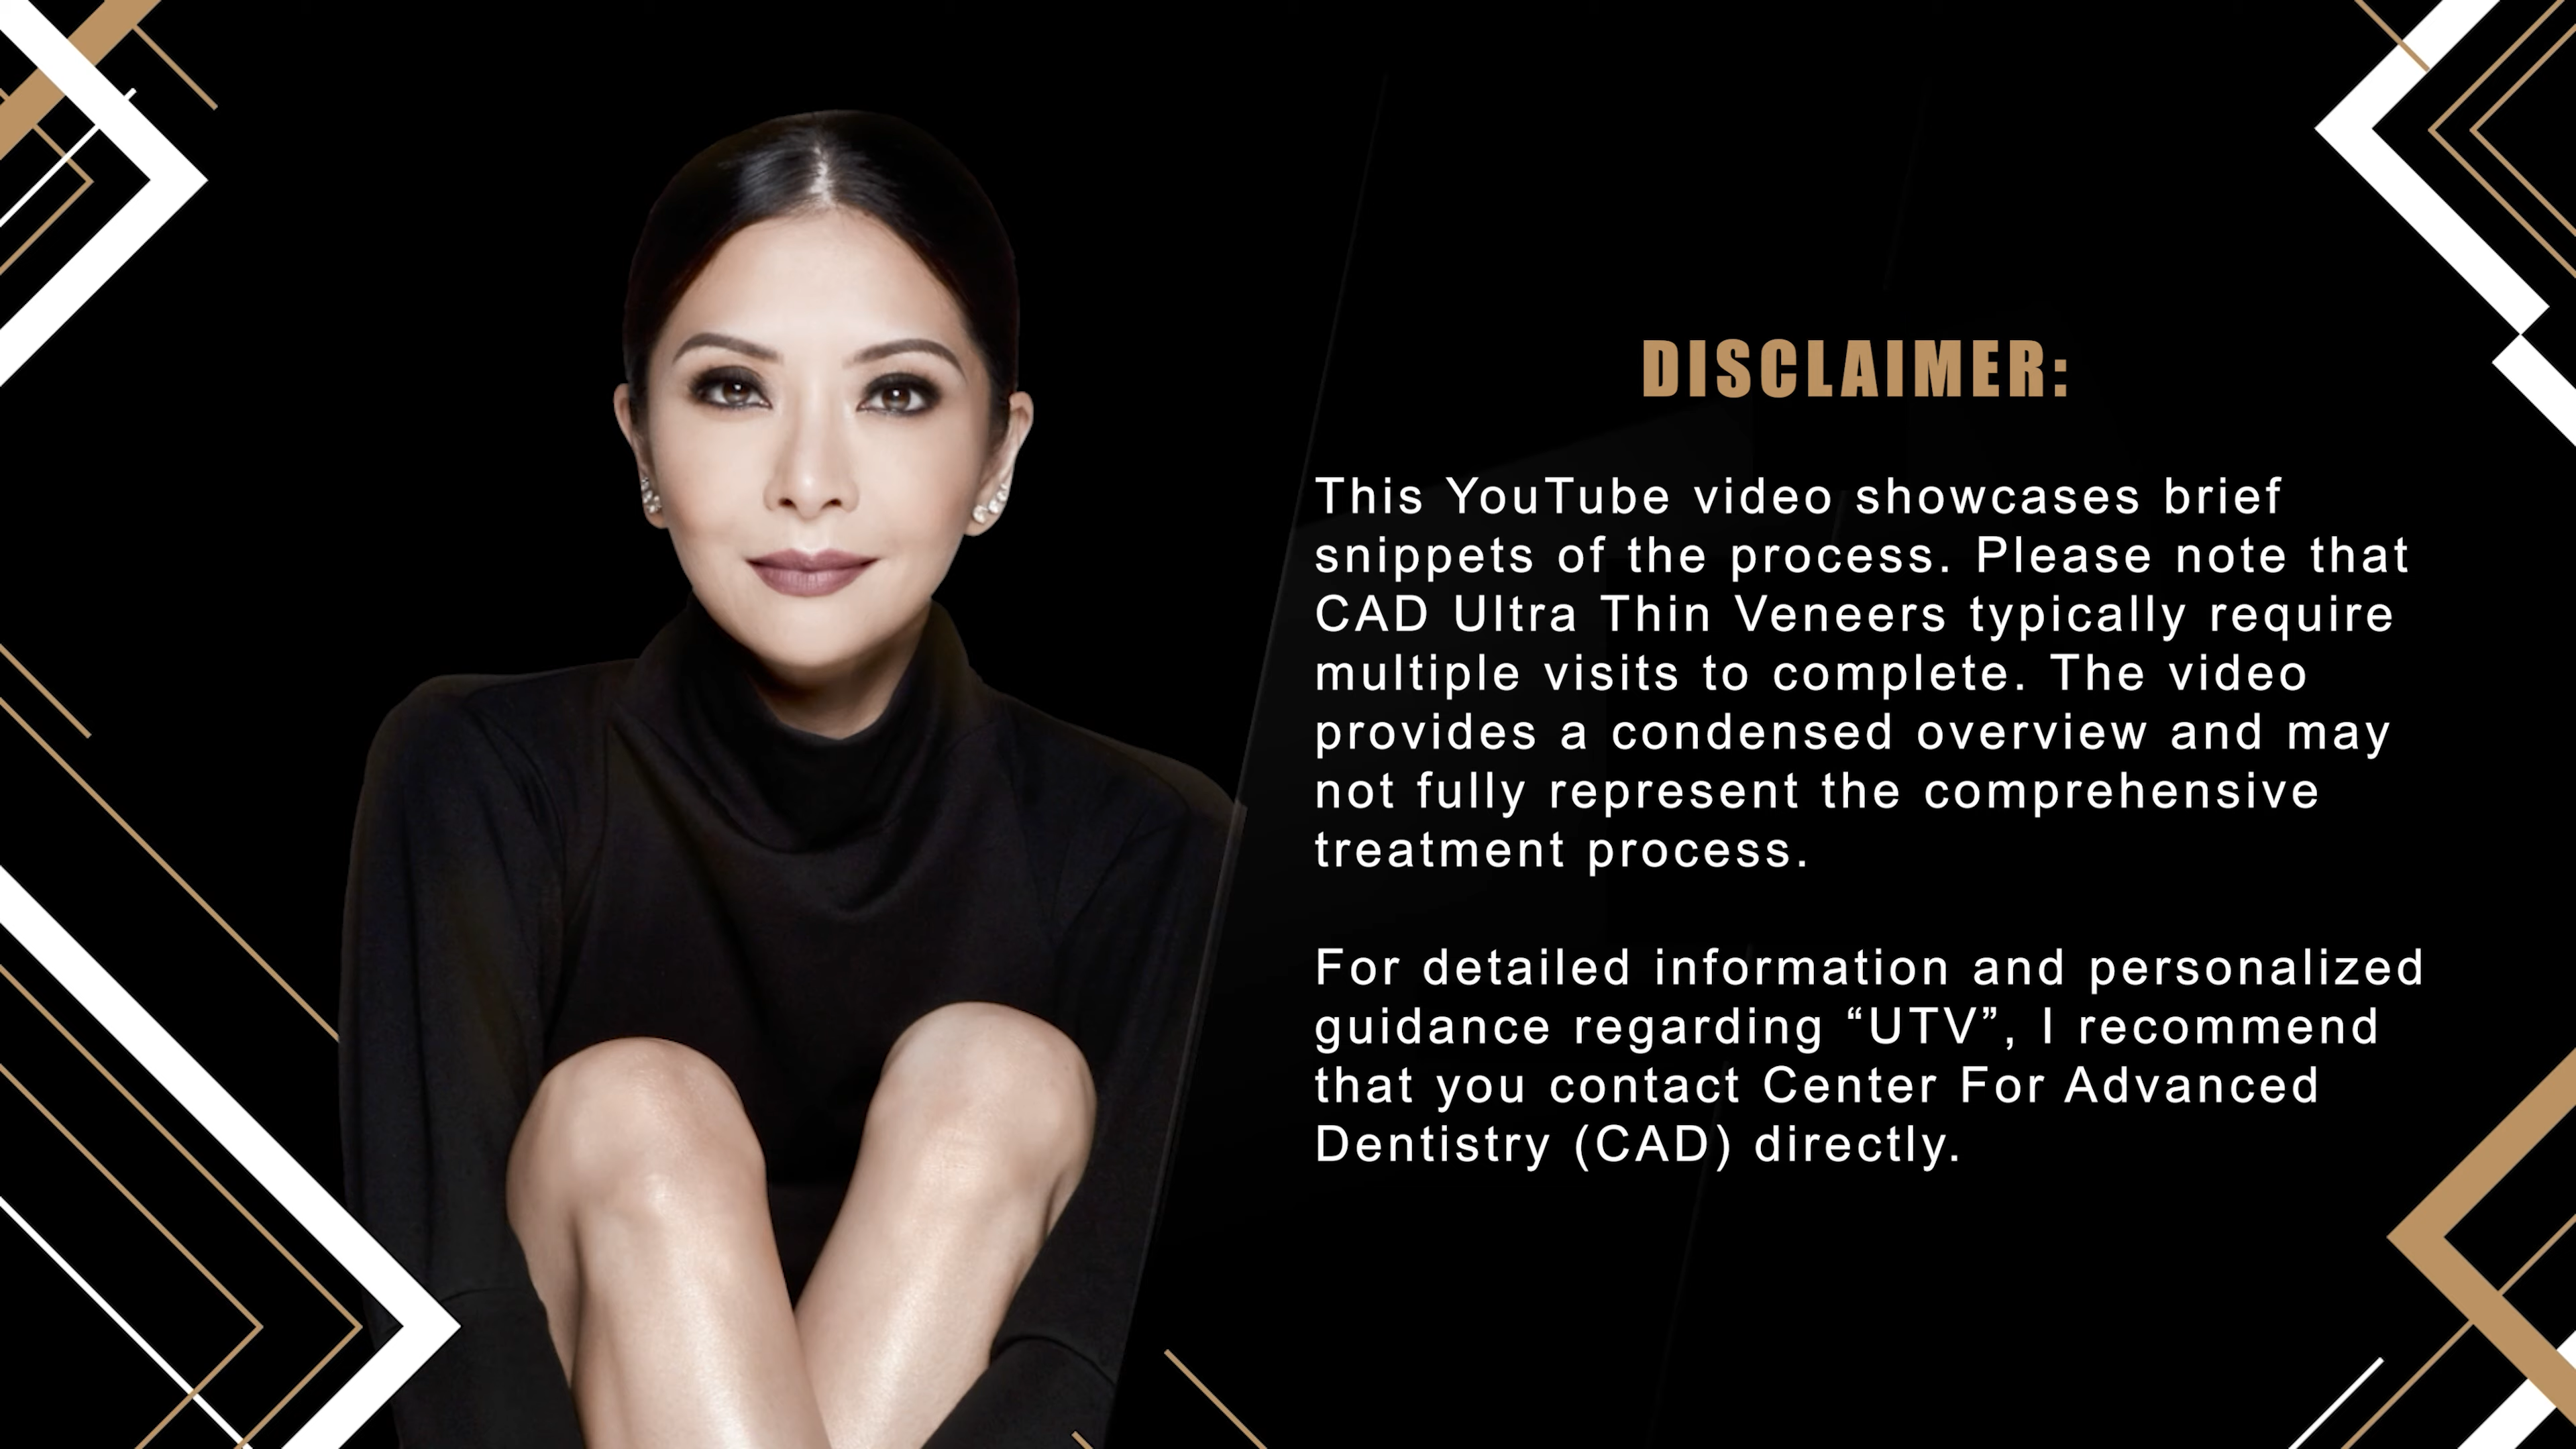 DISCLAIMER:
This YouTube video showcases brief
snippets of the process. Please note that
CAD Ultra Thin Veneers typically require
multiple visits to complete. The video
provides a condensed overview and may
not fully represent the comprehensive
treatment process.
For detailed information and personalized
guidance regarding “UTV”, I recommend
that you contact Center For Advanced
Dentistry (CAD) directly.